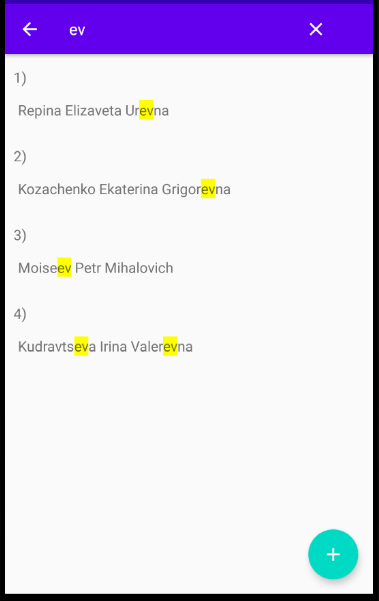 ev
1)
Repina Elizaveta Urevna
2)
Kozachenko Ekaterina Grigorevna
3)
Moiseev Petr Mihalovich
4)
Kudravtseva Irina Valerevna